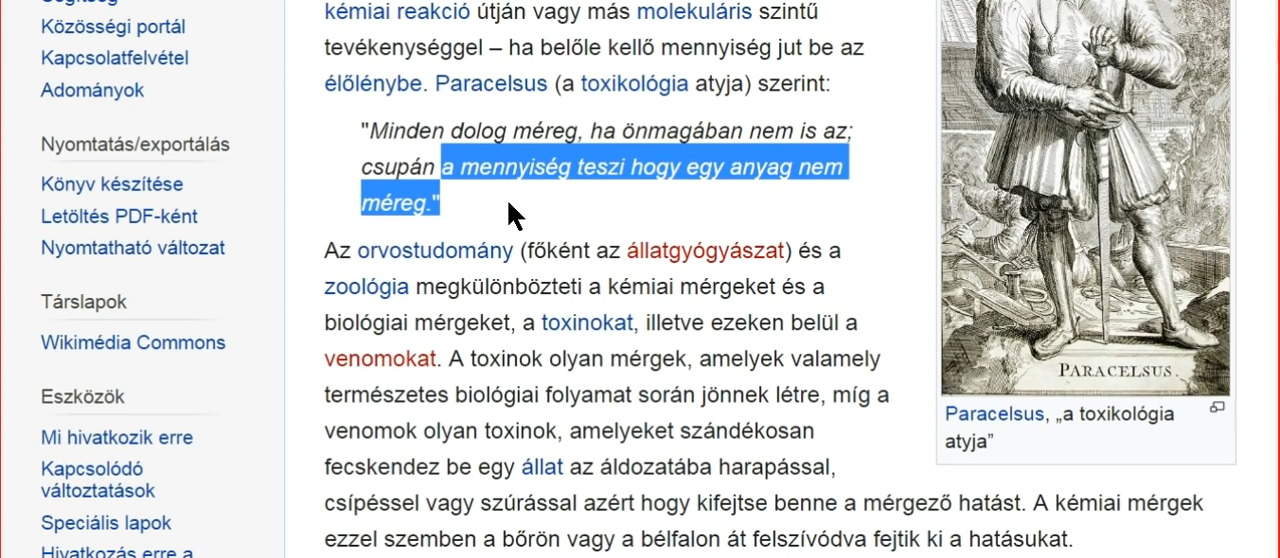 Közösségi portál
Kapcsolatfelvétel
Adományok
Nyomtatás/exportálás
Könyv készítése
Letöltés PDF-ként
Nyomtatható változat
Társlapok
Wikimédia Commons
Eszközök
Mi hivatkozik erre
Kapcsolódó
változtatások
Speciális lapok
Hivatkozás erre a
kémiai reakció útján vagy más molekuláris szintű
tevékenységgel – ha belőle kellő mennyiség jut be az
élőlénybe. Paracelsus (a toxikológia atyja) szerint:
"Minden dolog méreg, ha önmagában nem is az;
csupán a mennyiség teszi hogy egy anyag nem
méreg."
Az orvostudomány (főként az állatgyógyászat) és a
zoológia megkülönbözteti a kémiai mérgeket és a
biológiai mérgeket, a toxinokat, illetve ezeken belül a
venomokat. A toxinok olyan mérgek, amelyek valamely
természetes biológiai folyamat során jönnek létre, míg a
venomok olyan toxinok, amelyeket szándékosan
fecskendez be egy állat az áldozatába harapással,
csípéssel vagy szúrással azért hogy kifejtse benne a mérgező hatást. A kémiai mérgek
ezzel szemben a bőrön vagy a bélfalon át felszívódva fejtik ki a hatásukat.
PARACELSUS.
Paracelsus, „a toxikológia
atyja”